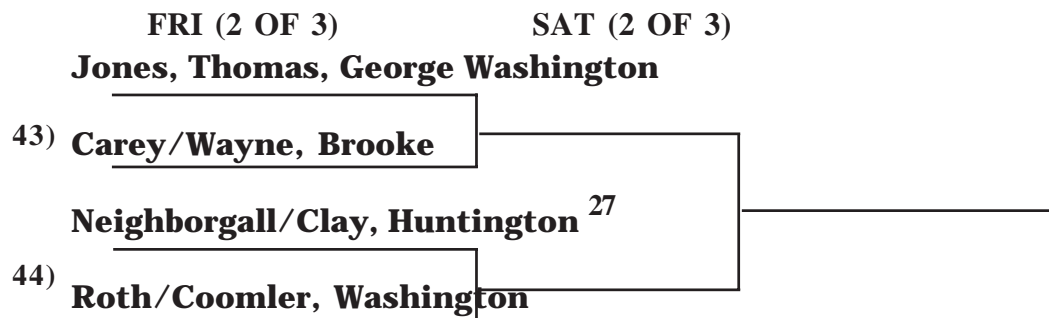 FRI (2 OF 3) SAT (2 OF 3)
Jones, Thomas, George Washington
43) Carey/Wayne, Brooke
Neighborgall/Clay, Huntington 27
44) Roth/Coomler, Washington